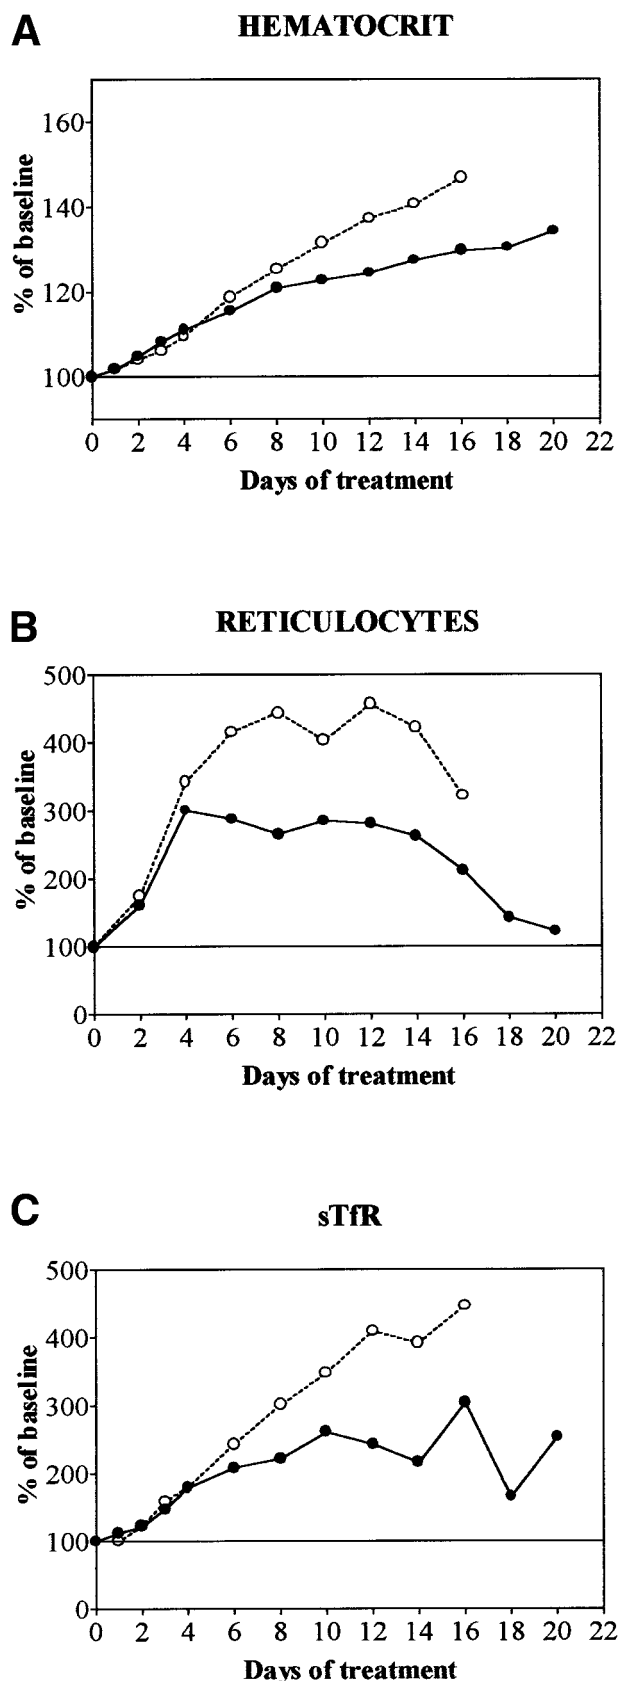 A
HEMATOCRIT
% of baseline
160
140
120
100
0 2 4 6 8 10 12 14 16 18 20 22
Days of treatment
B
RETICULOCYTES
% of baseline
500
400
300
200
100
0
0 2 4 6 8 10 12 14 16 18 20 22
Days of treatment
C
sTfR
% of baseline
500
400
300
200
100
0
0 2 4 6 8 10 12 14 16 18 20 22
Days of treatment